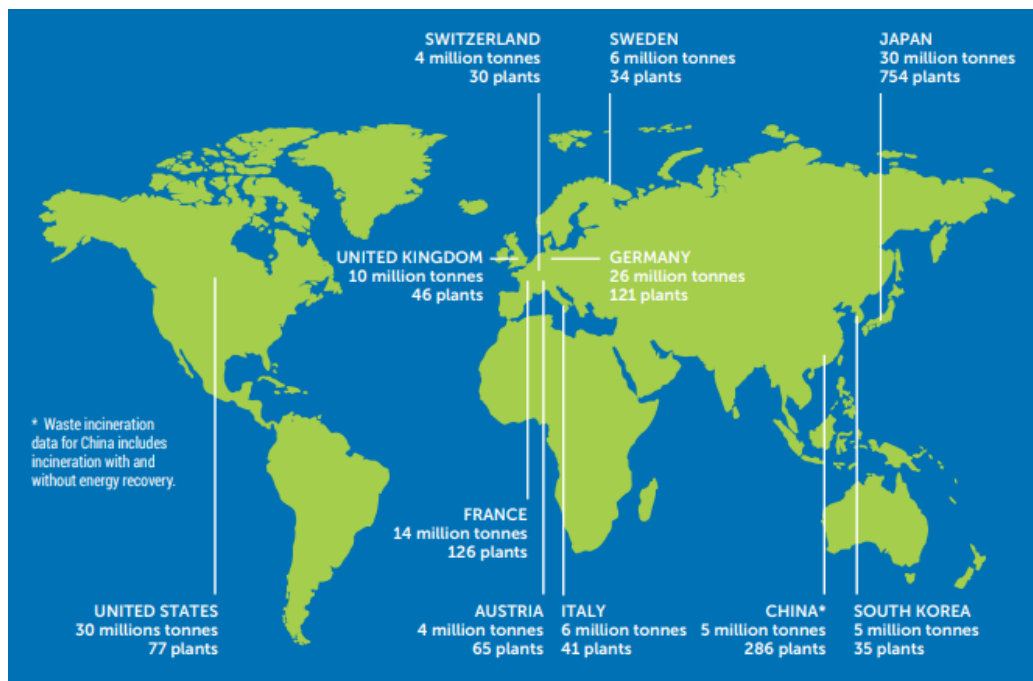 SWITZERLAND
4 million tonnes
30 plants
SWEDEN
6 million tonnes
34 plants
JAPAN
30 million tonnes
754 plants
UNITED KINGDOM
10 million tonnes
46 plants
GERMANY
26 million tonnes
121 plants
* Waste incineration
data for China includes
incineration with and
without energy recovery.
FRANCE
14 million tonnes
126 plants
UNITED STATES
30 millions tonnes
77 plants
AUSTRIA
4 million tonnes
65 plants
ITALY
6 million tonnes
41 plants
CHINA*
5 million tonnes
286 plants
SOUTH KOREA
5 million tonnes
35 plants